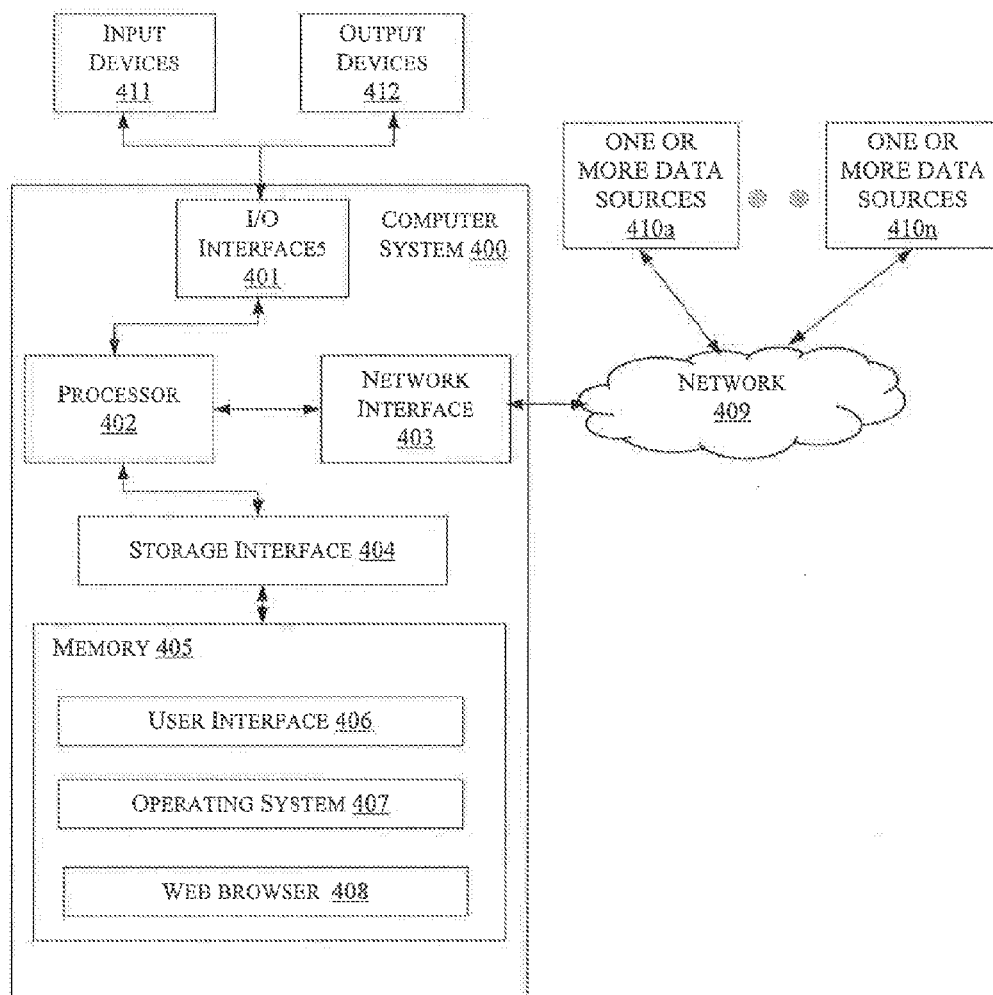 INPUT
DEVICES
411
OUTPUT
DEVICES
412
ONE OR
MORE DATA
SOURCES
410a
ONE OR
MORE DATA
SOURCES
410n
I/O
INTERFACES
401
COMPUTER
SYSTEM 400
PROCESSOR
402
NETWORK
INTERFACE
403
NETWORK
409
STORAGE INTERFACE 404
MEMORY 405
USER INTERFACE 406
OPERATING SYSTEM 407
WEB BROWSER 408